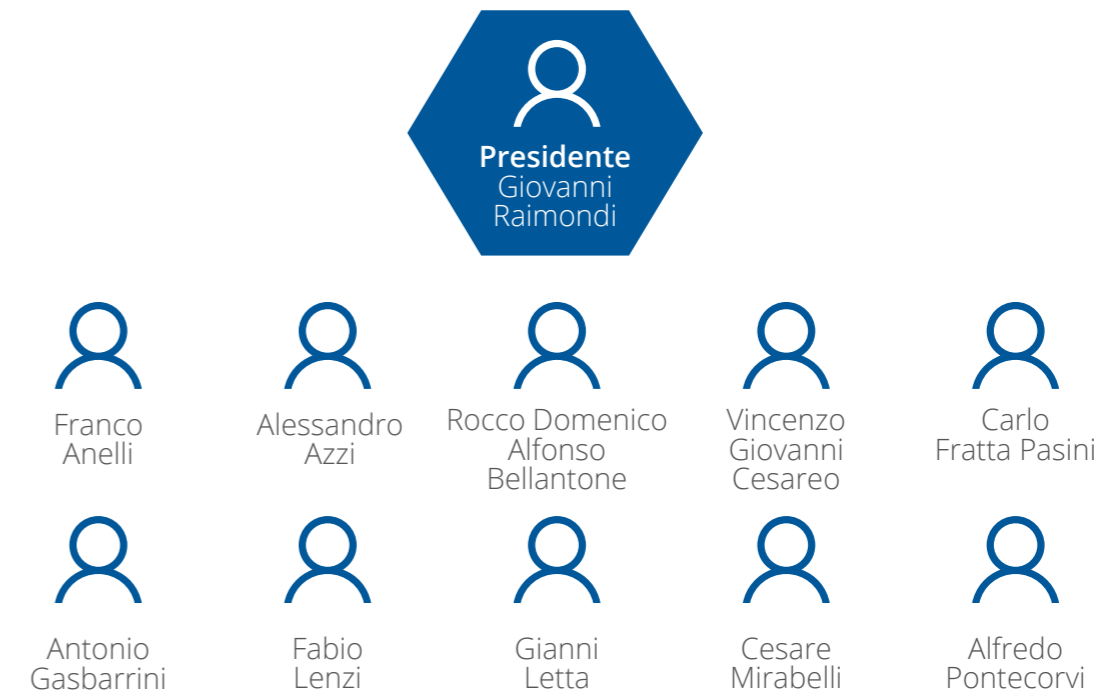 Presidente
Giovanni
Raimondi
Franco
Anelli
Alessandro
Azzi
Rocco Domenico
Alfonso
Bellantone
Vincenzo
Giovanni
Cesareo
Carlo
Fratta Pasini
Antonio
Gasbarrini
Fabio
Lenzi
Gianni
Letta
Cesare
Mirabelli
Alfredo
Pontecorvi